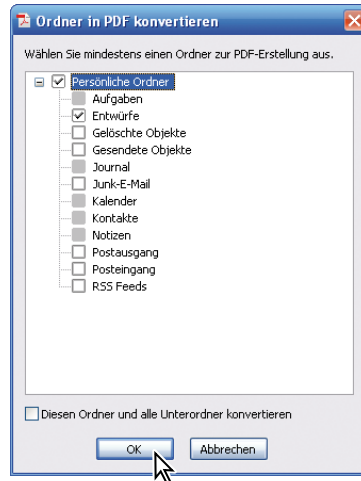 Ordner in PDF konvertieren
Wählen Sie mindestens einen Ordner zur PDF-Erstellung aus.
Persönliche Ordner
Aufgaben
Entwürfe
Gelöschte Objekte
Gesendete Objekte
Journal
Junk-E-Mail
Kalender
Kontakte
Notizen
Postausgang
Posteingang
RSS Feeds
Diesen Ordner und alle Unterordner konvertieren
OK Abbrechen